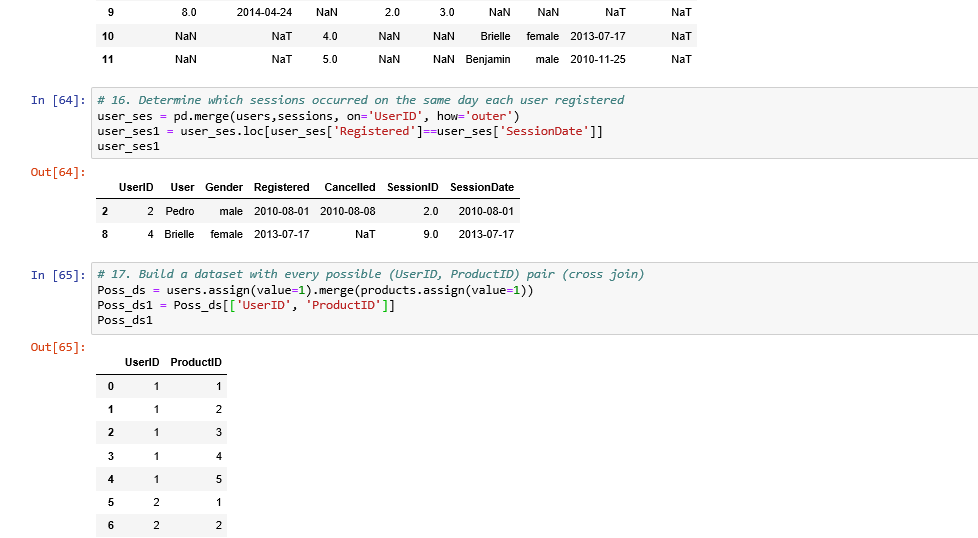 9 8.0 2014-04-24 NaN 2.0 3.0 NaN NaN NaT NaT
10 NaN NaT 4.0 NaN NaN Brielle female 2013-07-17 NaT
11 NaN NaT 5.0 NaN NaN Benjamin male 2010-11-25 NaT
In [64]: # 16. Determine which sessions occurred on the same day each user registered
user_ses = pd.merge(users,sessions, on='UserID', how='outer')
user_ses1 = user_ses.loc[user_ses['Registered']==user_ses['SessionDate']]
user_ses1
Out[64]:
UserID User Gender Registered Cancelled SessionID SessionDate
2 2 Pedro male 2010-08-01 2010-08-08 2.0 2010-08-01
8 4 Brielle female 2013-07-17 NaT 9.0 2013-07-17
In [65]: # 17. Build a dataset with every possible (UserID, ProductID) pair (cross join)
Poss_ds = users.assign(value=1).merge(products.assign(value=1))
Poss_ds1 = Poss_ds[['UserID', 'ProductID']]
Poss_ds1
Out[65]:
UserID ProductID
0 1 1
1 1 2
2 1 3
3 1 4
4 1 5
5 2 1
6 2 2